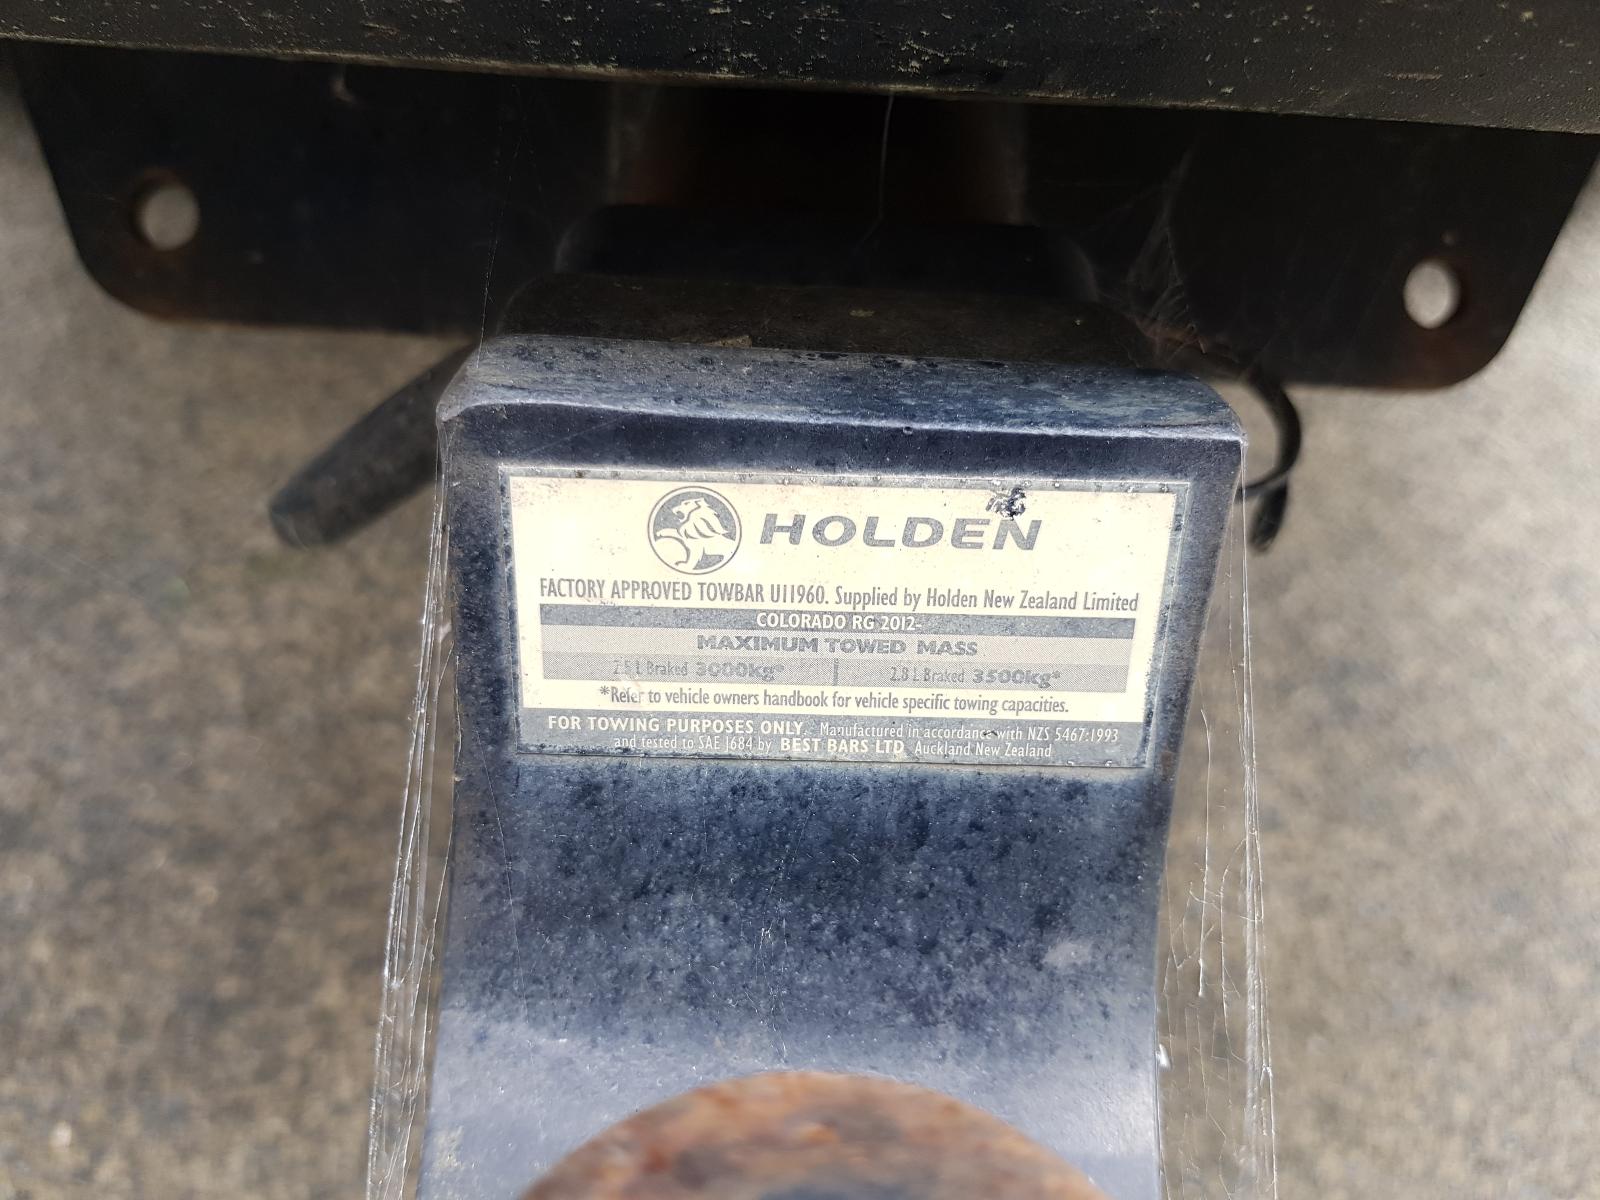 HOLDEN
FACTORY APPROVED TOWBAR U11960. Supplied by Holden New Zealand Limited
COLORADO RG 2012-
MAXIMUM TOWED MASS
2.5 L Braked 3000kg* | 2.8 L Braked 3500kg*
*Refer to vehicle owners handbook for vehicle specific towing capacities.
FOR TOWING PURPOSES ONLY. Manufactured in accordance with NZS 5467:1993
and tested to SAE J684 by BEST BARS LTD Auckland New Zealand